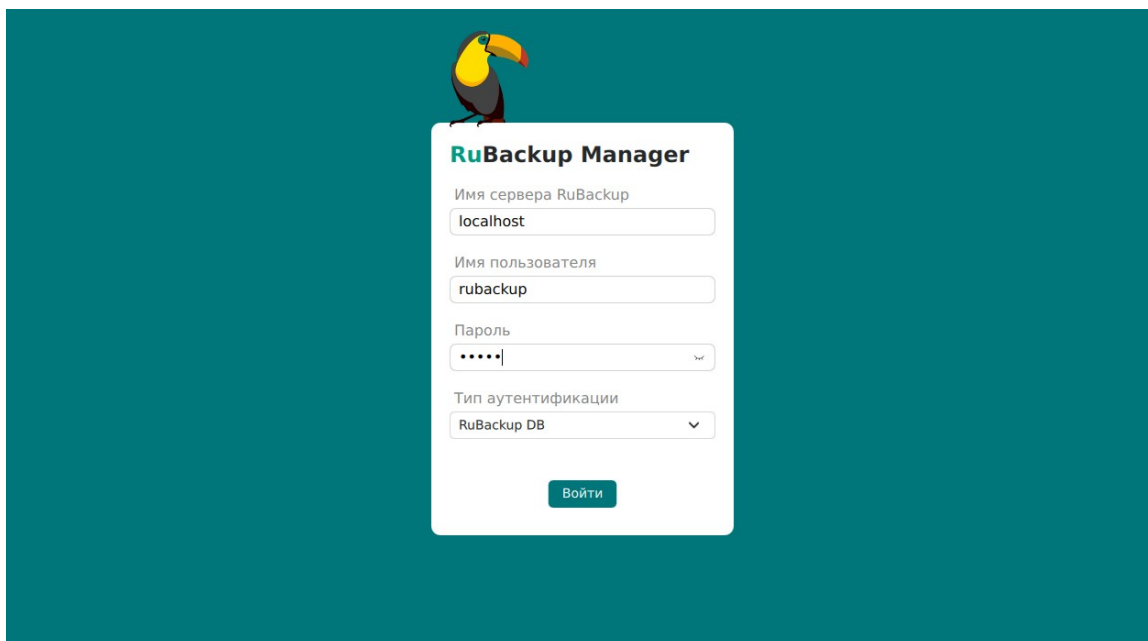 RuBackup Manager
Имя сервера RuBackup
localhost
Имя пользователя
rubackup
Пароль
•••••
Тип аутентификации
RuBackup DB
Войти